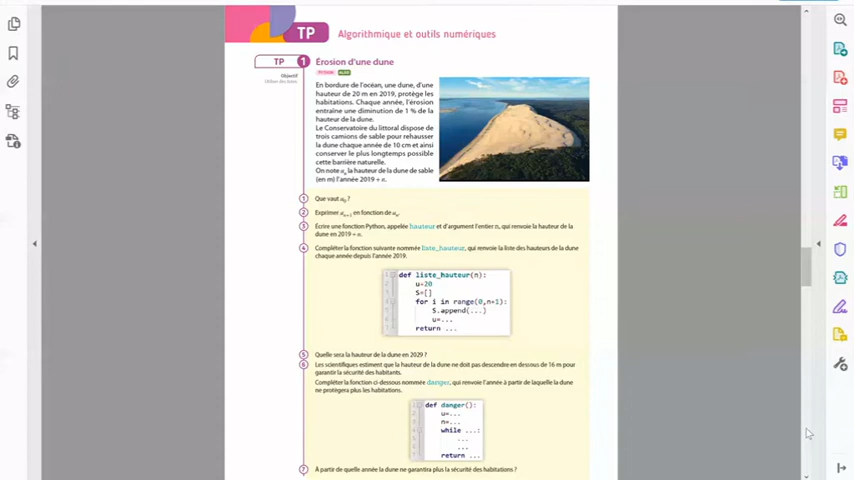 TP
Algorithmique et outils numériques
TP 1 Érosion d'une dune
Objectif
PYTHON
En bordure de l'océan, une dune, d'une
hauteur de 20 m en 2019, protège les
habitations. Chaque année, l'érosion
entraîne une diminution de 1 % de la
hauteur de la dune.
Le Conservatoire du littoral dispose de
trois camions de sable pour rehausser
la dune chaque année de 10 cm et ainsi
conserver le plus longtemps possible
cette barrière naturelle.
On note uₙ la hauteur de la dune de sable
(en m) l'année 2019 + n.
1 Que vaut u₀ ?
2 Exprimer uₙ₊₁ en fonction de uₙ.
3 Écrire une fonction Python, appelée hauteur et d'argument l'entier n, qui renvoie la hauteur de la
dune en 2019 + n.
4 Compléter la fonction suivante nommée liste_hauteur, qui renvoie la liste des hauteurs de la dune
chaque année depuis l'année 2019.
def liste_hauteur(n):
u=20
S=[]
for i in range(0,n+1):
S.append(...)
u=...
return ...
5 Quelle sera la hauteur de la dune en 2029 ?
6 Les scientifiques estiment que la hauteur de la dune ne doit pas descendre en dessous de 16 m pour
garantir la sécurité des habitants.
Compléter la fonction ci-dessous nommée danger, qui renvoie l'année à partir de laquelle la dune
ne protégera plus les habitations.
def danger():
u=...
n=...
while ...:
...
...
return ...
7 À partir de quelle année la dune ne garantira plus la sécurité des habitations ?